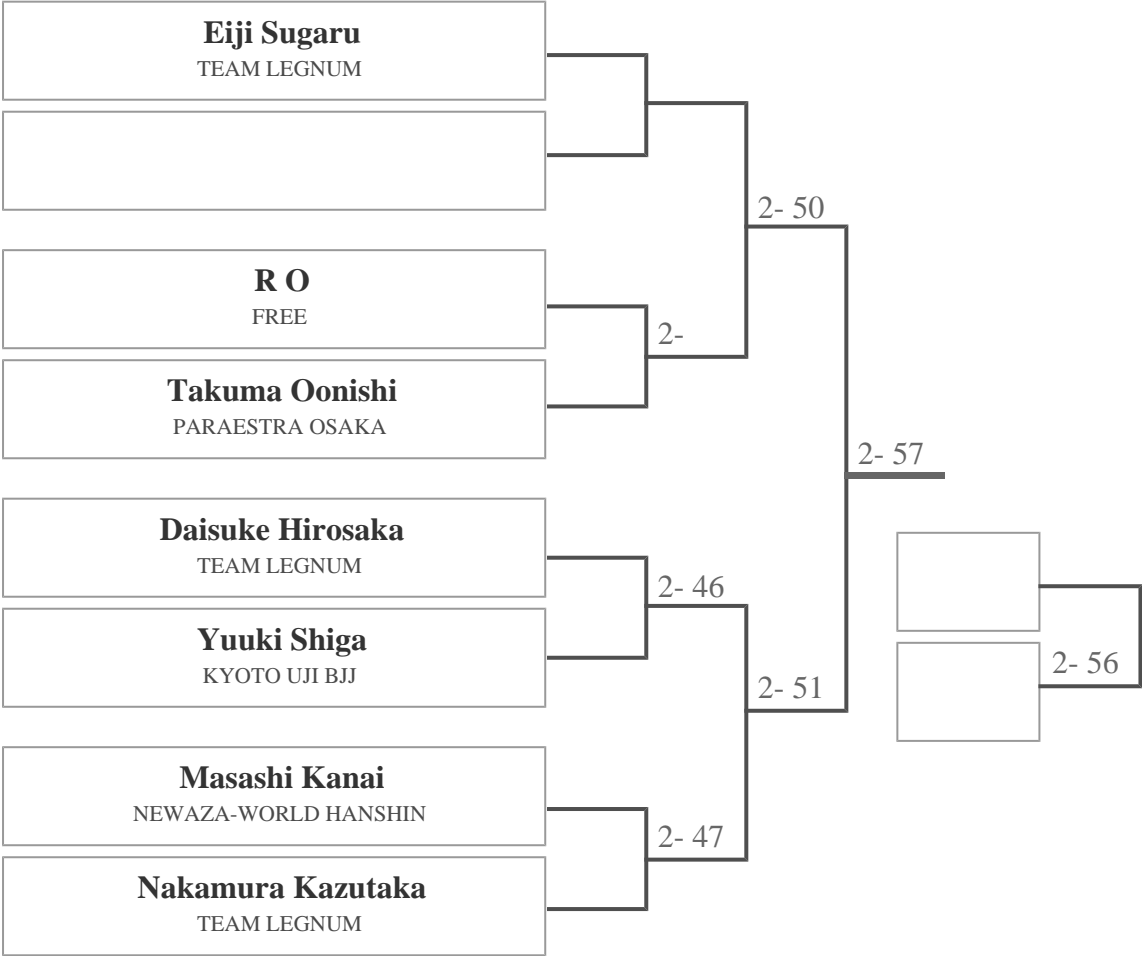 Eiji Sugaru
TEAM LEGNUM
2- 50
R O
FREE
2-
Takuma Oonishi
PARAESTRA OSAKA
2- 57
Daisuke Hirosaka
TEAM LEGNUM
2- 46
Yuuki Shiga
KYOTO UJI BJJ
2- 56
2- 51
Masashi Kanai
NEWAZA-WORLD HANSHIN
2- 47
Nakamura Kazutaka
TEAM LEGNUM